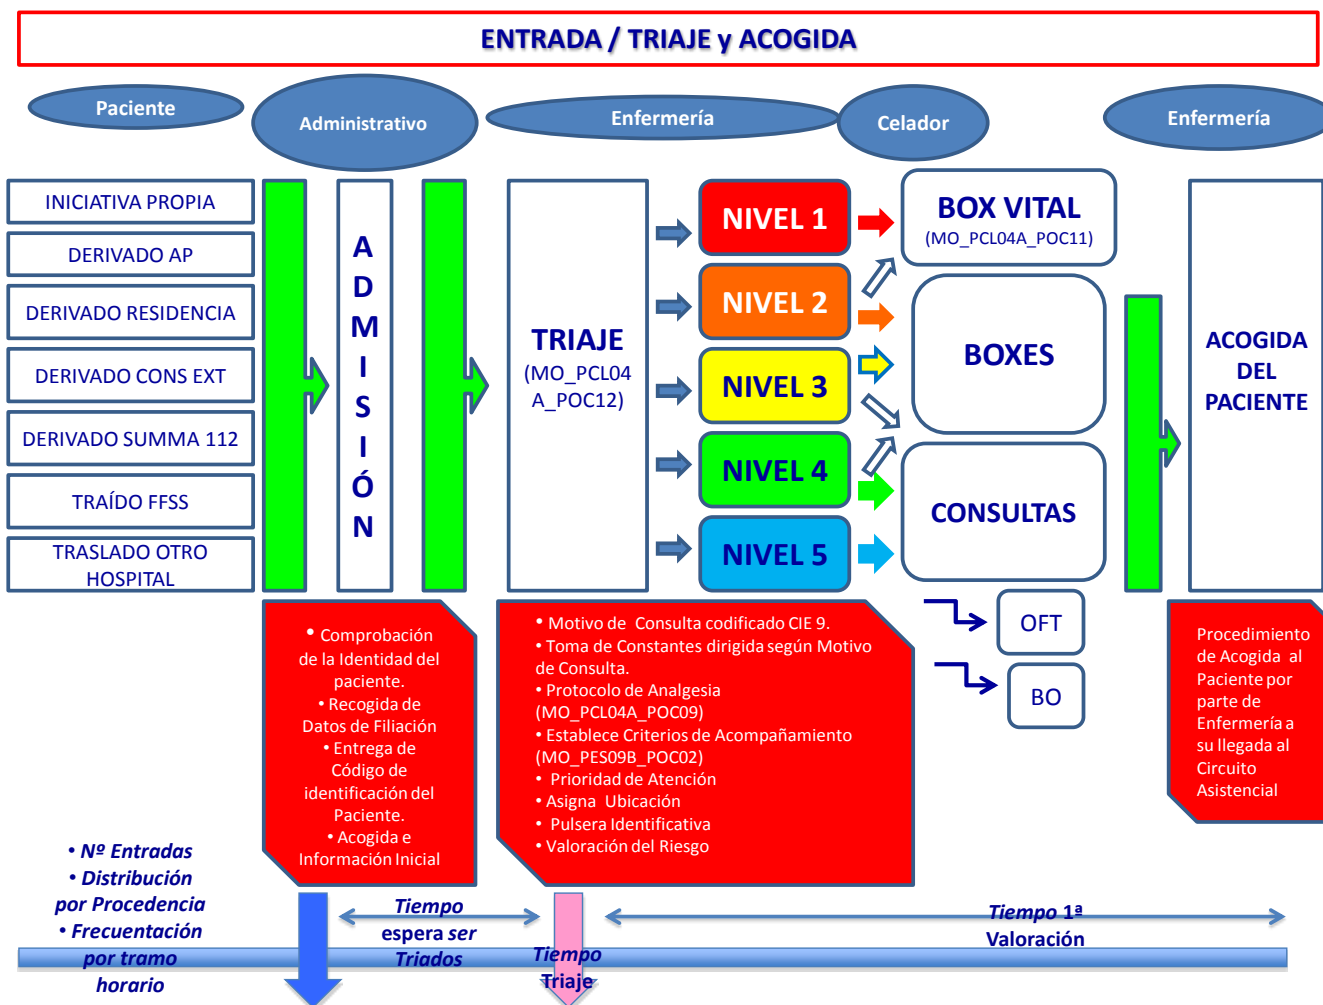 ENTRADA / TRIAJE y ACOGIDA
Paciente
Administrativo
Enfermería
Celador
Enfermería
INICIATIVA PROPIA
DERIVADO AP
DERIVADO RESIDENCIA
DERIVADO CONS EXT
DERIVADO SUMMA 112
TRAÍDO FFSS
TRASLADO OTRO
HOSPITAL
A
D
M
I
S
I
Ó
N
TRIAJE
(MO_PCL04
A_POC12)
NIVEL 1
NIVEL 2
NIVEL 3
NIVEL 4
NIVEL 5
BOX VITAL
(MO_PCL04A_POC11)
BOXES
CONSULTAS
OFT
BO
ACOGIDA
DEL
PACIENTE
• Comprobación
de la Identidad del
paciente.
• Recogida de
Datos de Filiación
• Entrega de
Código de
identificación del
Paciente.
• Acogida e
Información Inicial
• Motivo de Consulta codificado CIE 9.
• Toma de Constantes dirigida según Motivo
de Consulta.
• Protocolo de Analgesia
(MO_PCL04A_POC09)
• Establece Criterios de Acompañamiento
(MO_PES09B_POC02)
• Prioridad de Atención
• Asigna Ubicación
• Pulsera Identificativa
• Valoración del Riesgo
Procedimiento
de Acogida al
Paciente por
parte de
Enfermería a
su llegada al
Circuito
Asistencial
• Nº Entradas
• Distribución
por Procedencia
• Frecuentación
por tramo
horario
Tiempo
espera ser
Triados
Tiempo
Triaje
Tiempo 1ª
Valoración